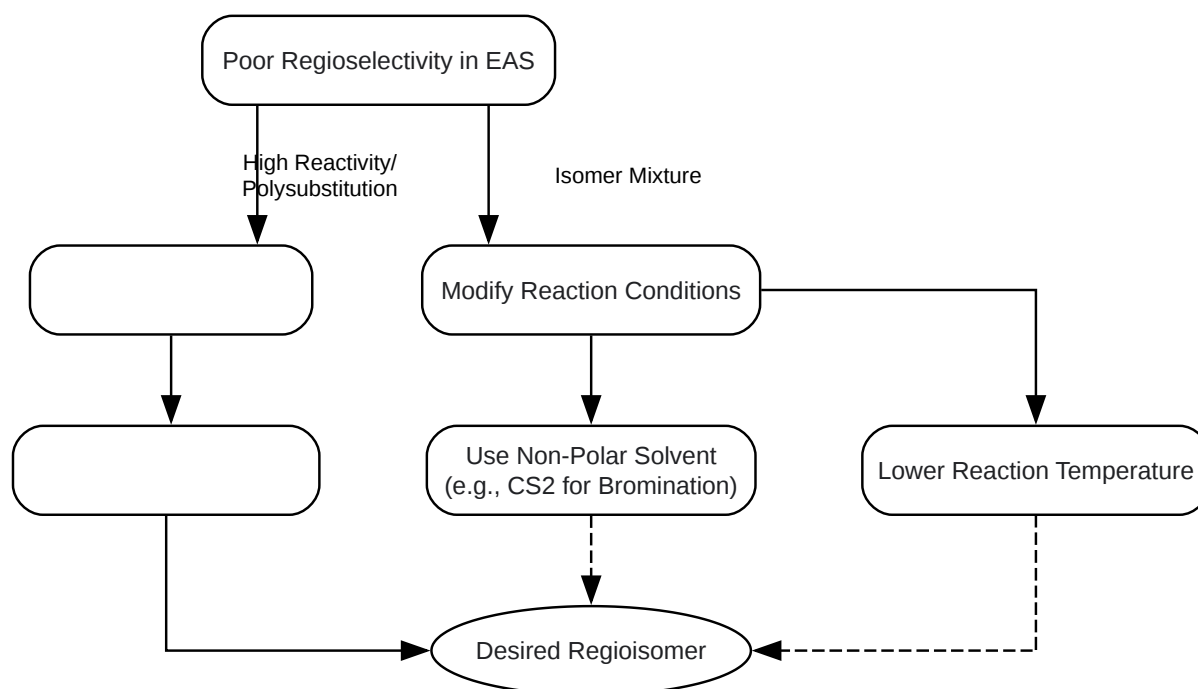 Poor Regioselectivity in EAS
High Reactivity/
Polysubstitution
Isomer Mixture
Modify Reaction Conditions
Use Non-Polar Solvent
(e.g., CS2 for Bromination)
Lower Reaction Temperature
Desired Regioisomer